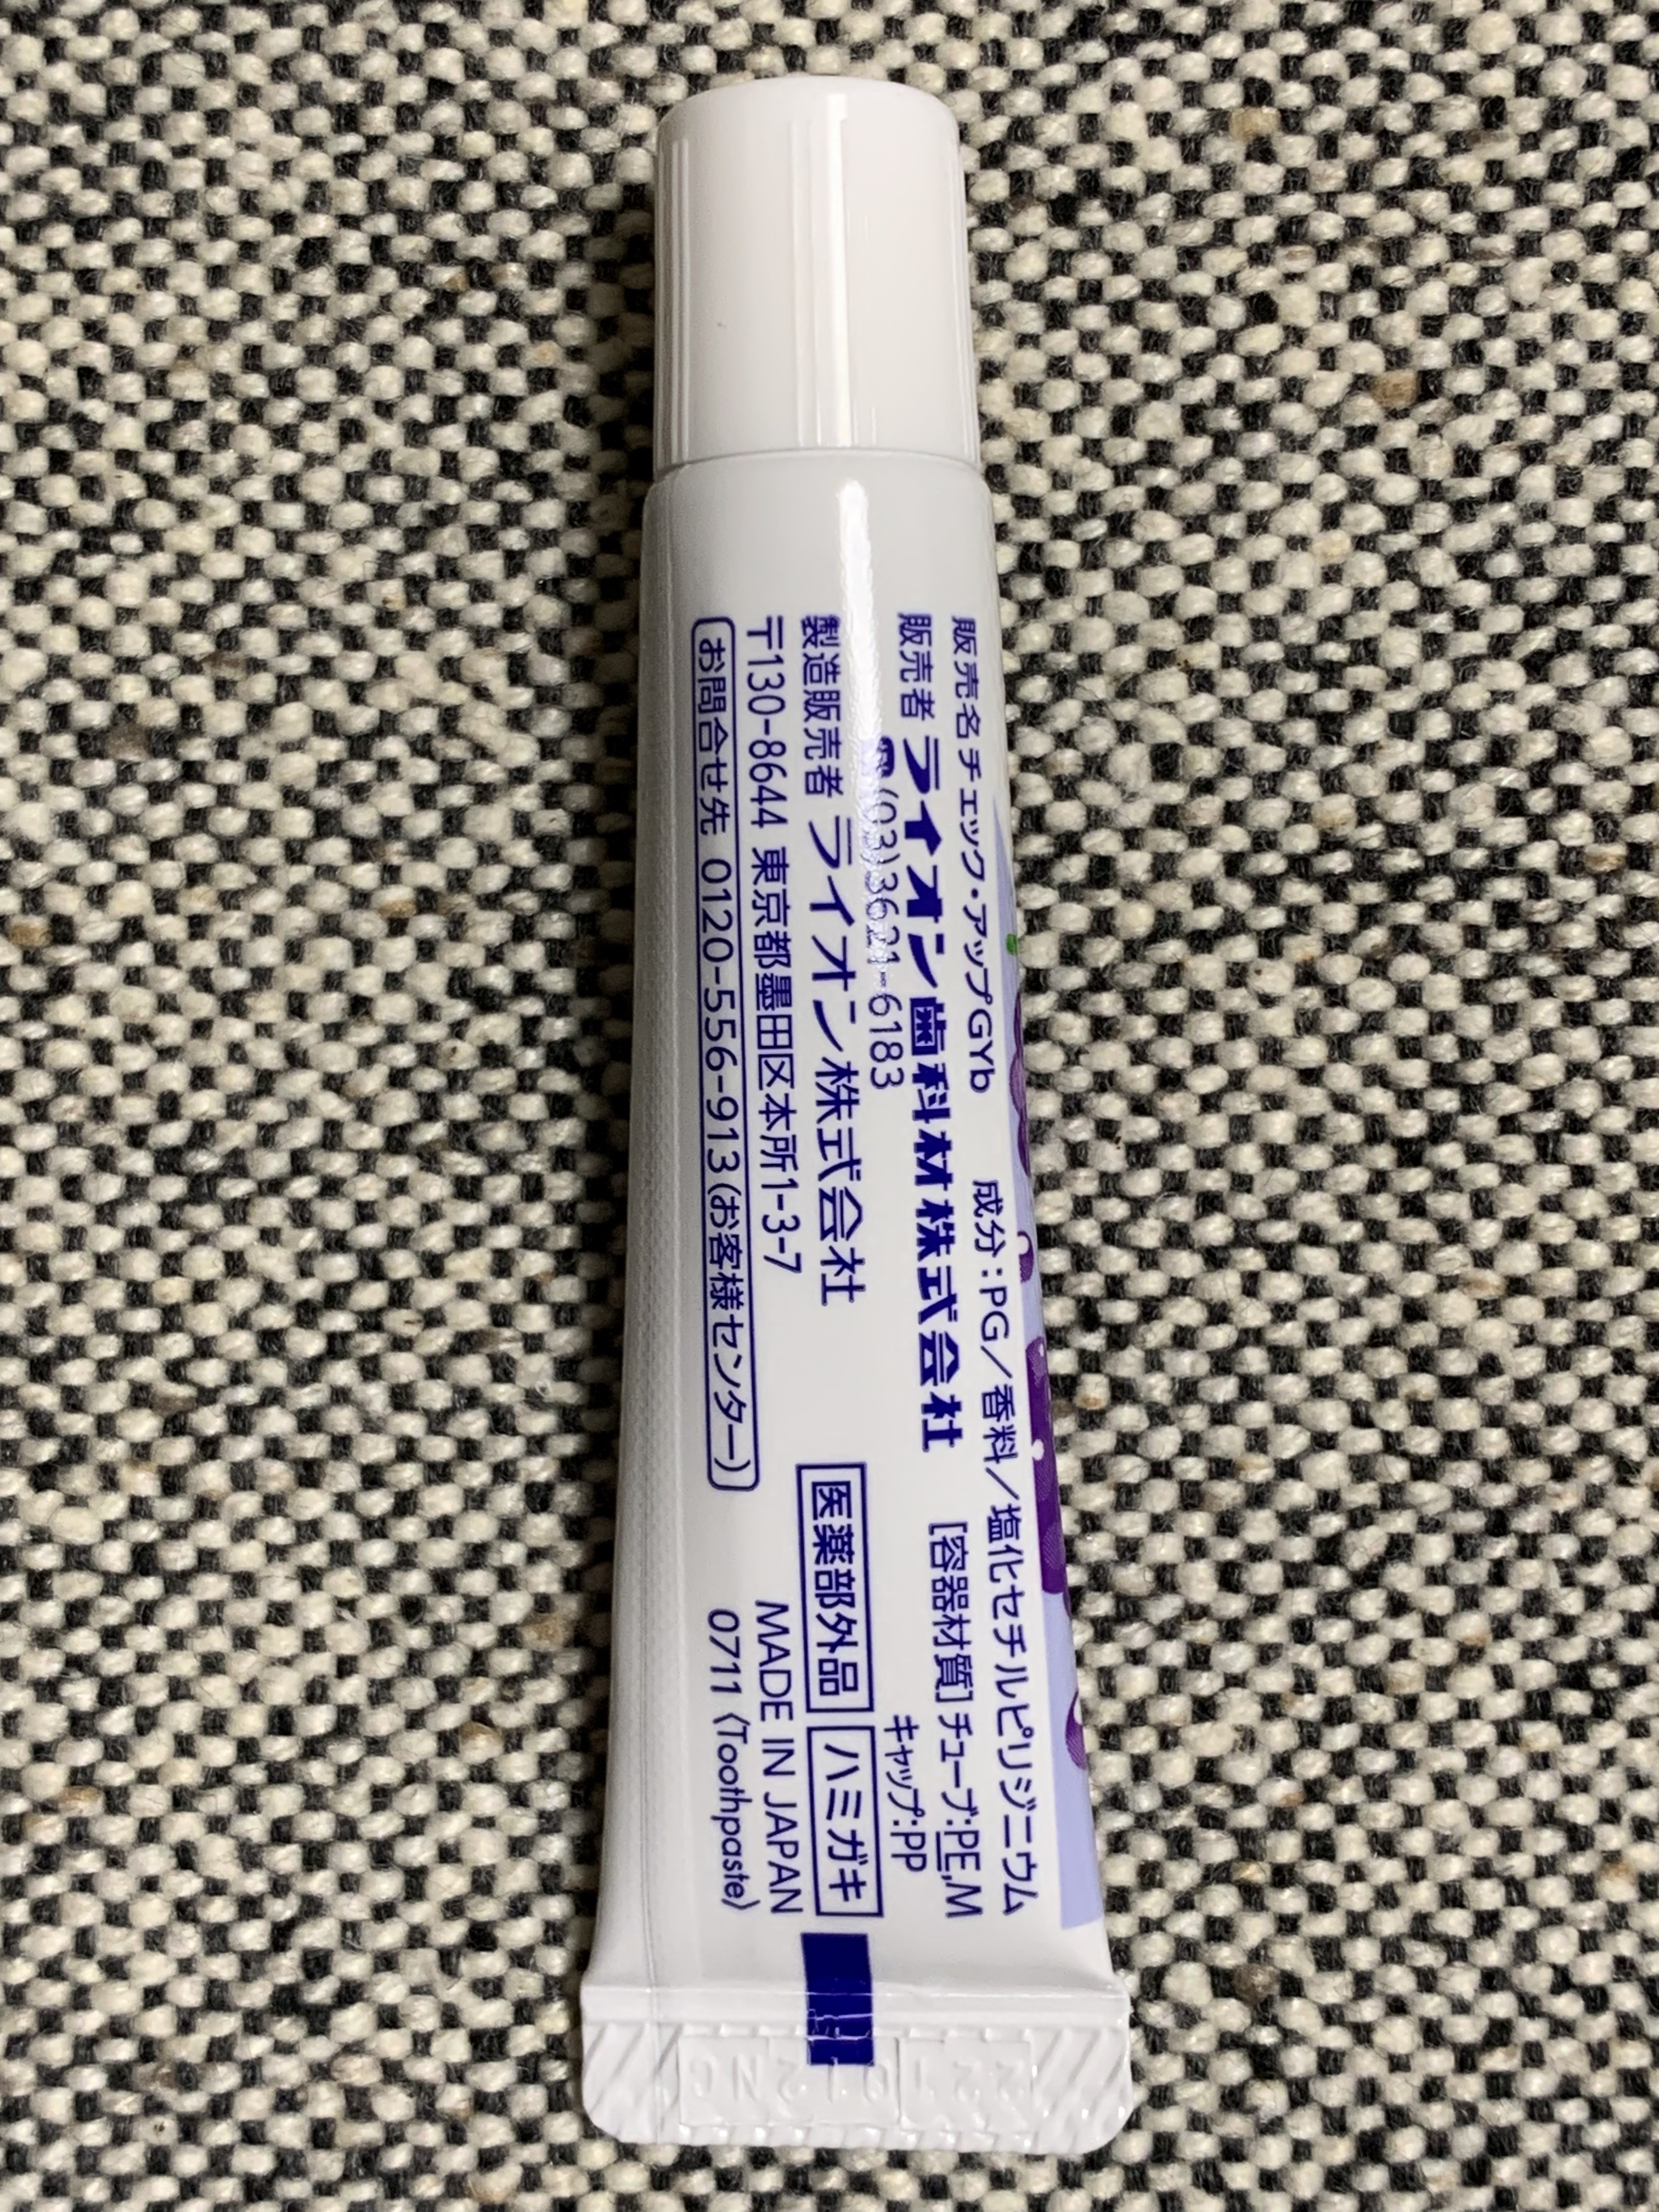 販売名 チェック・アップGYb
成分：PG／香料／塩化セチルピリジニウム
販売者 ライオン歯科材株式会社
(03)3621-6183
[容器材質]チューブ:PE,M
キャップ:PP
製造販売者 ライオン株式会社
〒130-8644 東京都墨田区本所1-3-7
お問合せ先 0120-556-913(お客様センター)
医薬部外品 ハミガキ
MADE IN JAPAN
0711〈Toothpaste〉